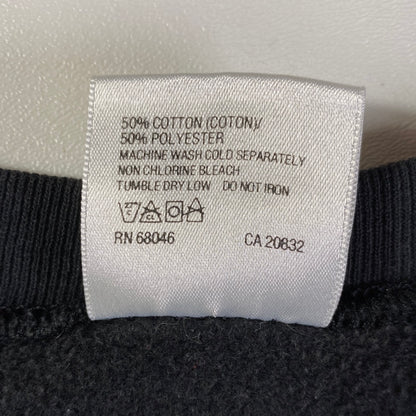 50% COTTON (COTON)/
50% POLYESTER
MACHINE WASH COLD SEPARATELY
NON CHLORINE BLEACH
TUMBLE DRY LOW DO NOT IRON
RN 68046 CA 20832